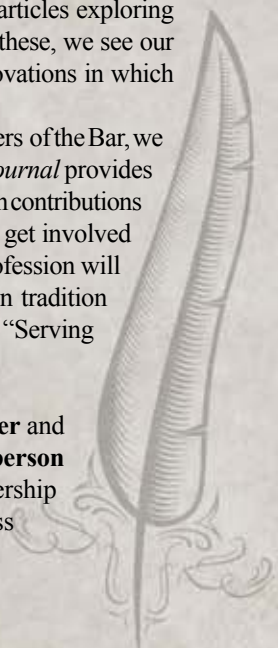 articles exploring
these, we see our
ovations in which
ers of the Bar, we
ournal provides
n contributions
get involved
ofession will
n tradition
“Serving
er and
person
ership
ss